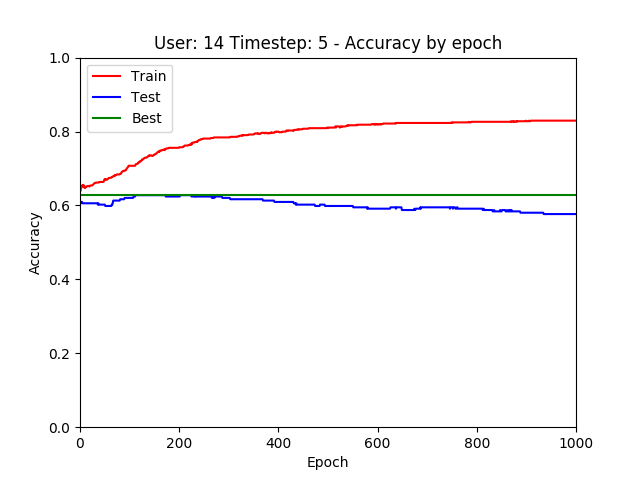 User: 14 Timestep: 5 - Accuracy by epoch
1.0
Train
Test
Best
0.8
0.6
Accuracy
0.4
0.2
0.0
0 200 400 600 800 1000
Epoch